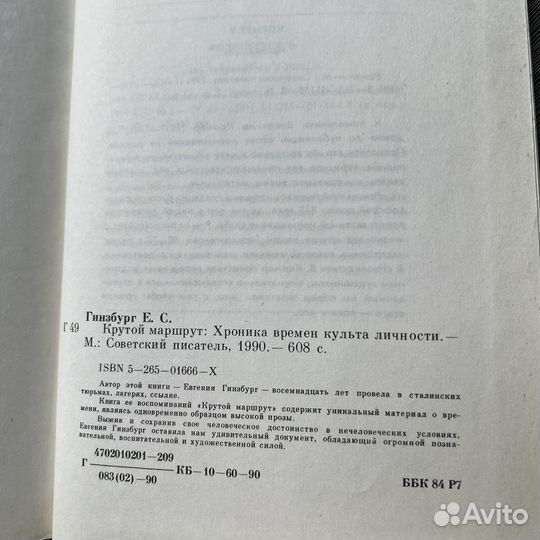 Гинзбург Е. С.
Г 49 Крутой маршрут: Хроника времен культа личности.—
М.: Советский писатель, 1990.— 608 с.
ISBN 5—265—01666—X
Автор этой книги — Евгения Гинзбург — восемнадцать лет провела в сталинских
тюрьмах, лагерях, ссылке.
Книга ее воспоминаний «Крутой маршрут» содержит уникальный материал о вре-
мени, являясь одновременно образцом высокой прозы.
Выжив и сохранив свое человеческое достоинство в нечеловеческих условиях,
Евгения Гинзбург оставила нам удивительный документ, обладающий огромной позна-
вательной, воспитательной и художественной силой.
4702010201—209
Г КБ—10—60—90
083(02)—90
ББК 84 Р7
Avito